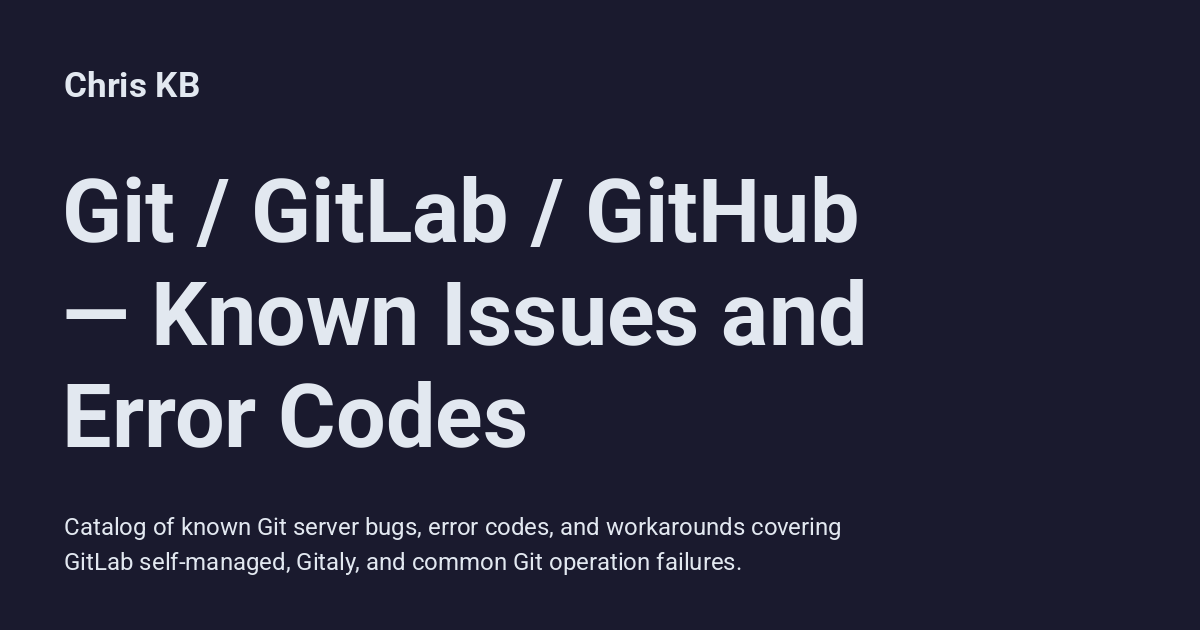 Chris KB
Git / GitLab / GitHub
— Known Issues and
Error Codes
Catalog of known Git server bugs, error codes, and workarounds covering
GitLab self-managed, Gitaly, and common Git operation failures.